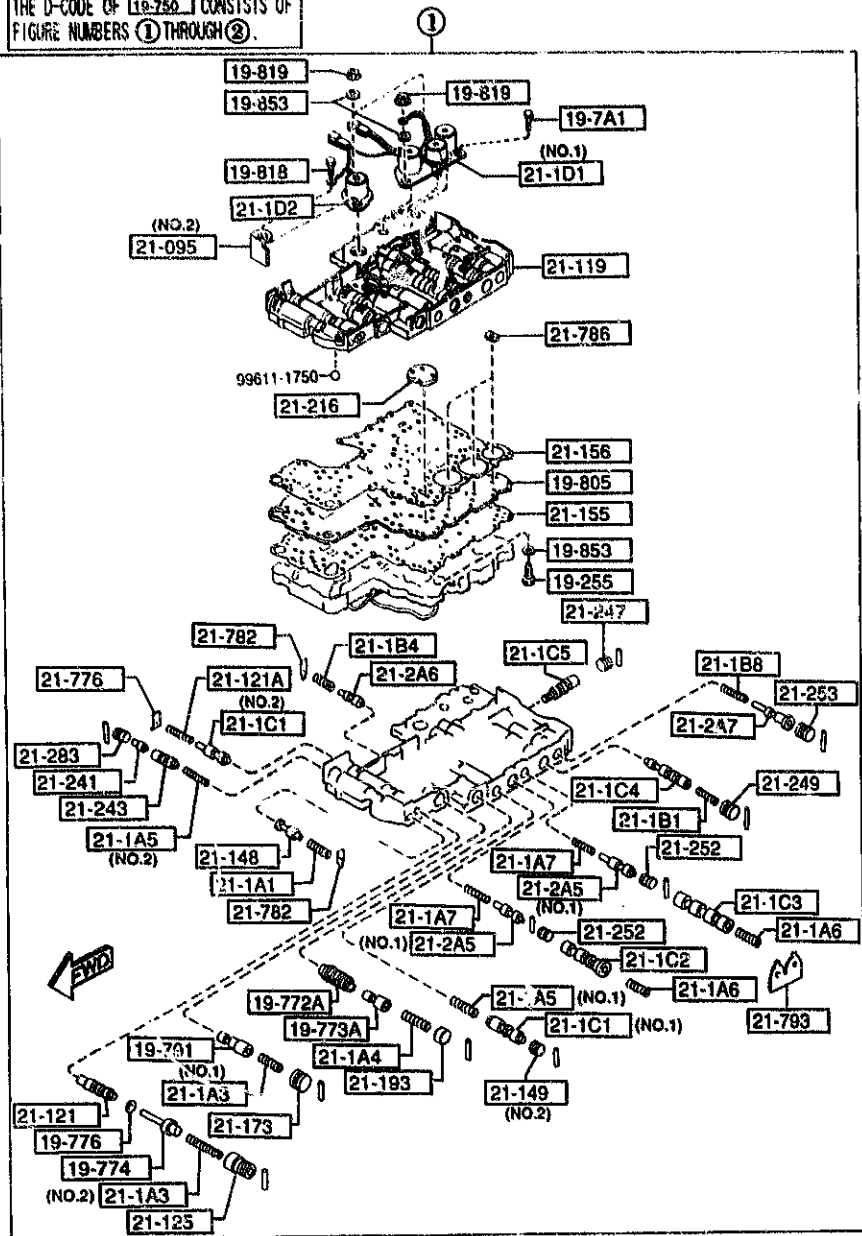 THE D-CODE OF 19-750 CONSISTS OF
FIGURE NUMBERS ① THROUGH ②.
①
19-819
19-853
19-819
19-7A1
(NO.1)
21-1D1
19-818
21-1D2
(NO.2)
21-095
21-119
21-786
99611-1750
21-216
21-156
19-805
21-155
19-853
19-255
21-247
21-782
21-1B4
21-2A6
21-1C5
21-1B8
21-253
21-2A7
21-776
21-121A
(NO.2)
21-1C1
21-283
21-241
21-243
21-1A5
(NO.2)
21-1C4
21-249
21-1B1
21-148
21-1A1
21-782
21-1A7
21-252
21-2A5
(NO.1)
21-1C3
21-1A6
21-1A7
(NO.1) 21-2A5
21-252
21-1C2
21-1A6
21-793
FWD
19-772A
19-773A
21-1A4
21-193
21-1A5 (NO.1)
21-1C1 (NO.1)
21-149
(NO.2)
19-791
(NO.1)
21-1A3
21-173
21-121
19-776
19-774
(NO.2) 21-1A3
21-125